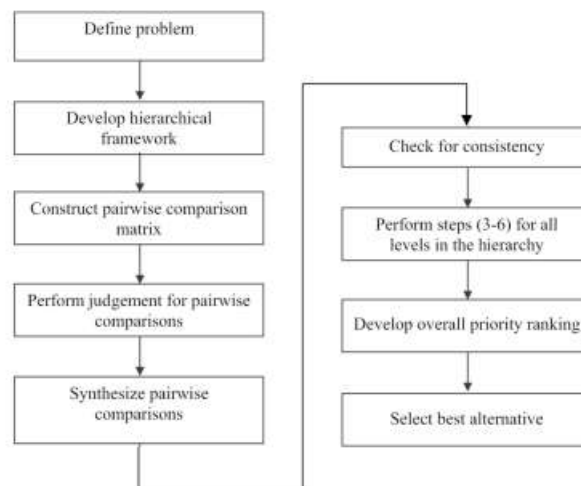 Define problem
Develop hierarchical
framework
Construct pairwise comparison
matrix
Perform judgement for pairwise
comparisons
Synthesize pairwise
comparisons
Check for consistency
Perform steps (3-6) for all
levels in the hierarchy
Develop overall priority ranking
Select best alternative